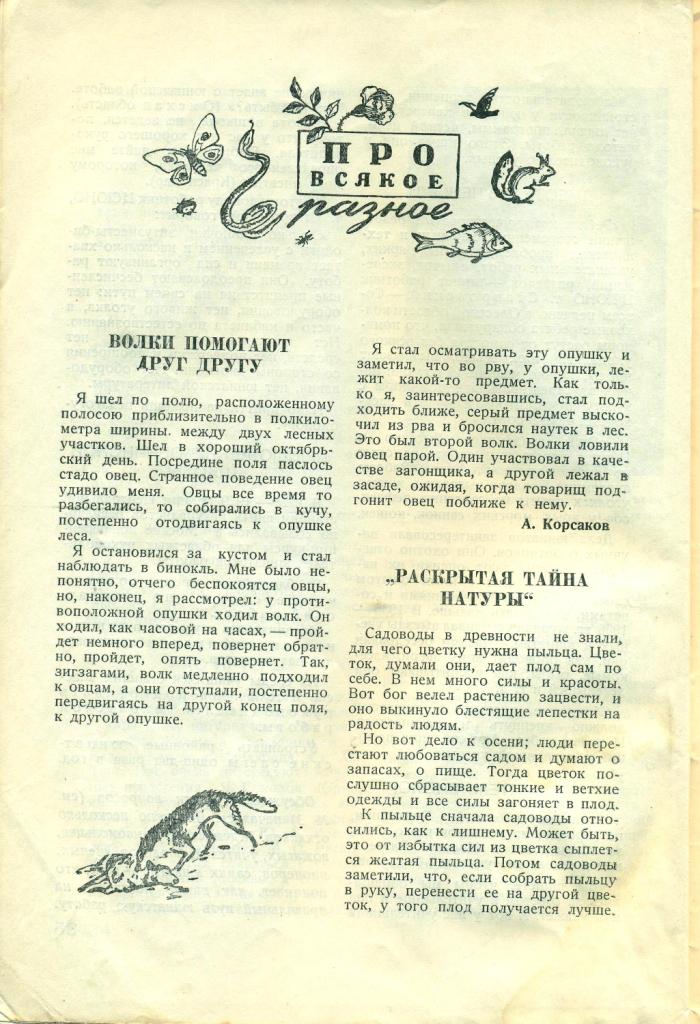 ПРО
ВСЯКОЕ
разное
ВОЛКИ ПОМОГАЮТ
ДРУГ ДРУГУ
Я шел по полю, расположенному
полосою приблизительно в полкило-
метра ширины. между двух лесных
участков. Шел в хороший октябрь-
ский день. Посредине поля паслось
стадо овец. Странное поведение овец
удивило меня. Овцы все время то
разбегались, то собирались в кучу,
постепенно отодвигаясь к опушке
леса.
Я остановился за кустом и стал
наблюдать в бинокль. Мне было не-
понятно, отчего беспокоятся овцы,
но, наконец, я рассмотрел: у проти-
воположной опушки ходил волк. Он
ходил, как часовой на часах, — прой-
дет немного вперед, повернет обрат-
но, пройдет, опять повернет. Так,
зигзагами, волк медленно подходил
к овцам, а они отступали, постепенно
передвигаясь на другой конец поля,
к другой опушке.
Я стал осматривать эту опушку и
заметил, что во рву, у опушки, ле-
жит какой-то предмет. Как толь-
ко я, заинтересовавшись, стал под-
ходить ближе, серый предмет выско-
чил из рва и бросился наутек в лес.
Это был второй волк. Волки ловили
овец парой. Один участвовал в каче-
стве загонщика, а другой лежал в
засаде, ожидая, когда товарищ под-
гонит овец поближе к нему.
А. Корсаков
„РАСКРЫТАЯ ТАЙНА
НАТУРЫ“
Садоводы в древности не знали,
для чего цветку нужна пыльца. Цве-
ток, думали они, дает плод сам по
себе. В нем много силы и красоты.
Вот бог велел растению зацвести, и
оно выкинуло блестящие лепестки на
радость людям.
Но вот дело к осени; люди пере-
стают любоваться садом и думают о
запасах, о пище. Тогда цветок по-
слушно сбрасывает тонкие и ветхие
одежды и все силы загоняет в плод.
К пыльце сначала садоводы отно-
сились, как к лишнему. Может быть,
это от избытка сил из цветка сыплет-
ся желтая пыльца. Потом садоводы
заметили, что, если собрать пыльцу
в руку, перенести ее на другой цве-
ток, у того плод получается лучше.